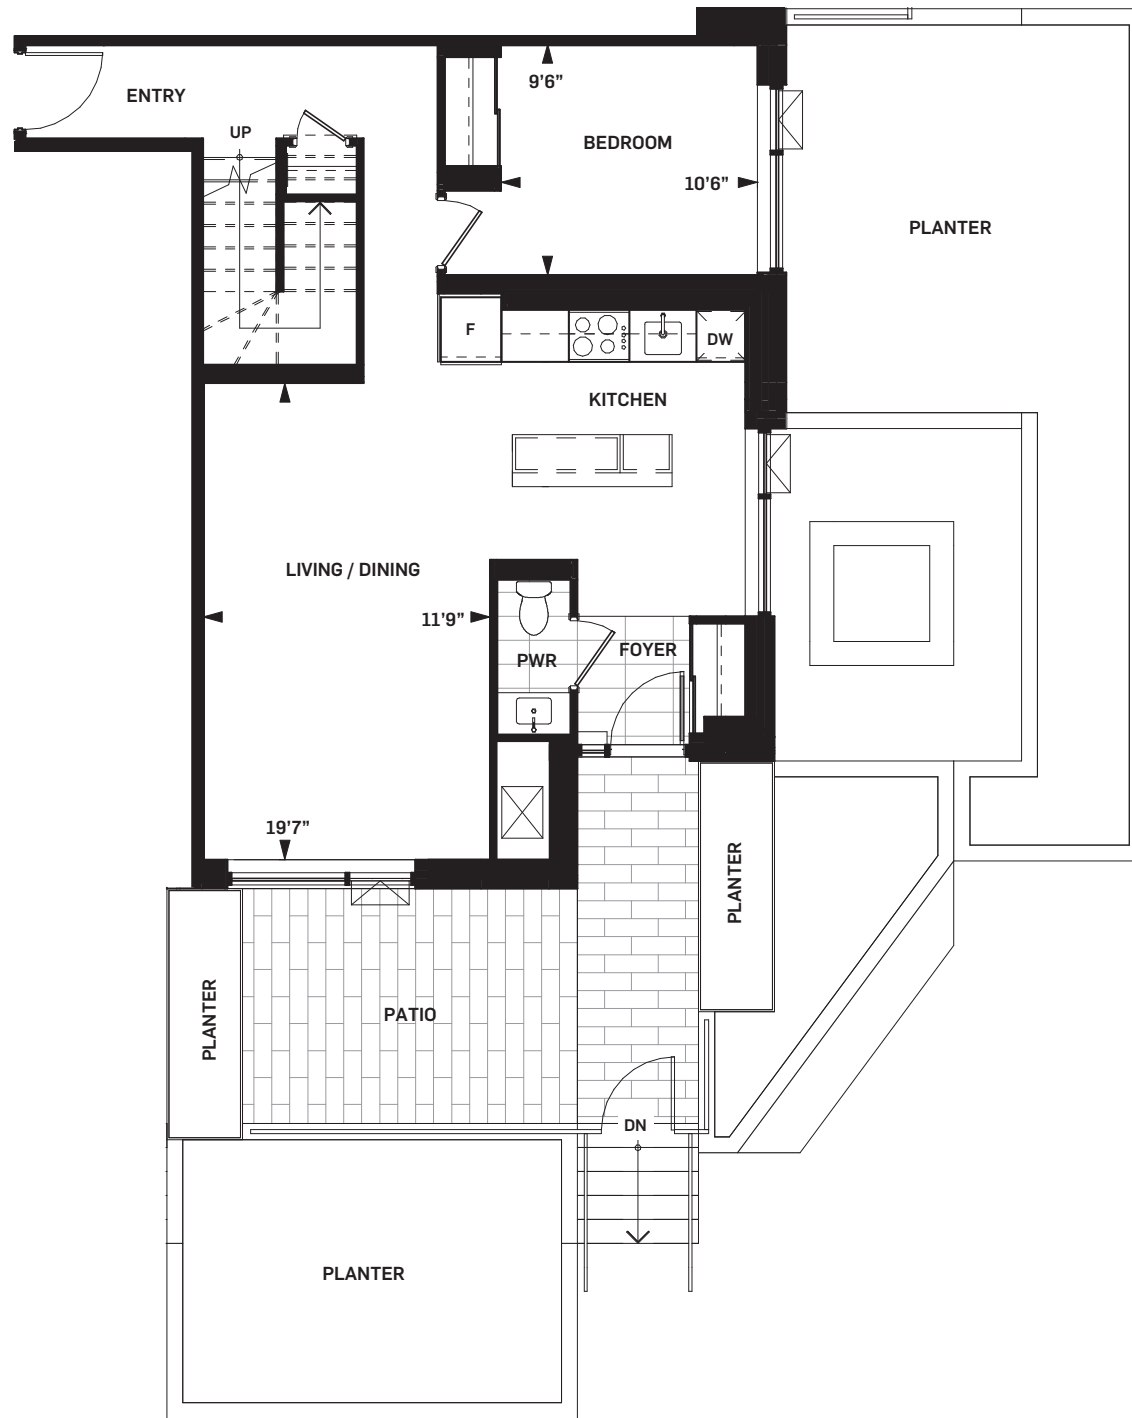 9’6”
ENTRY
UP
BEDROOM
10’6”
PLANTER
F
DW
KITCHEN
LIVING / DINING
11’9”
FOYER
PWR
19’7”
PLANTER
PLANTER
PATIO
DN
PLANTER